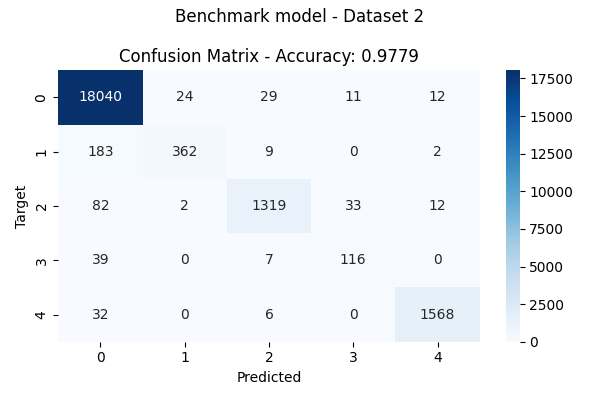 Benchmark model - Dataset 2
Confusion Matrix - Accuracy: 0.9779
0 18040 24 29 11 12
1 183 362 9 0 2
2 82 2 1319 33 12
3 39 0 7 116 0
4 32 0 6 0 1568
0 1 2 3 4
Target
Predicted
17500
15000
12500
10000
7500
5000
2500
0